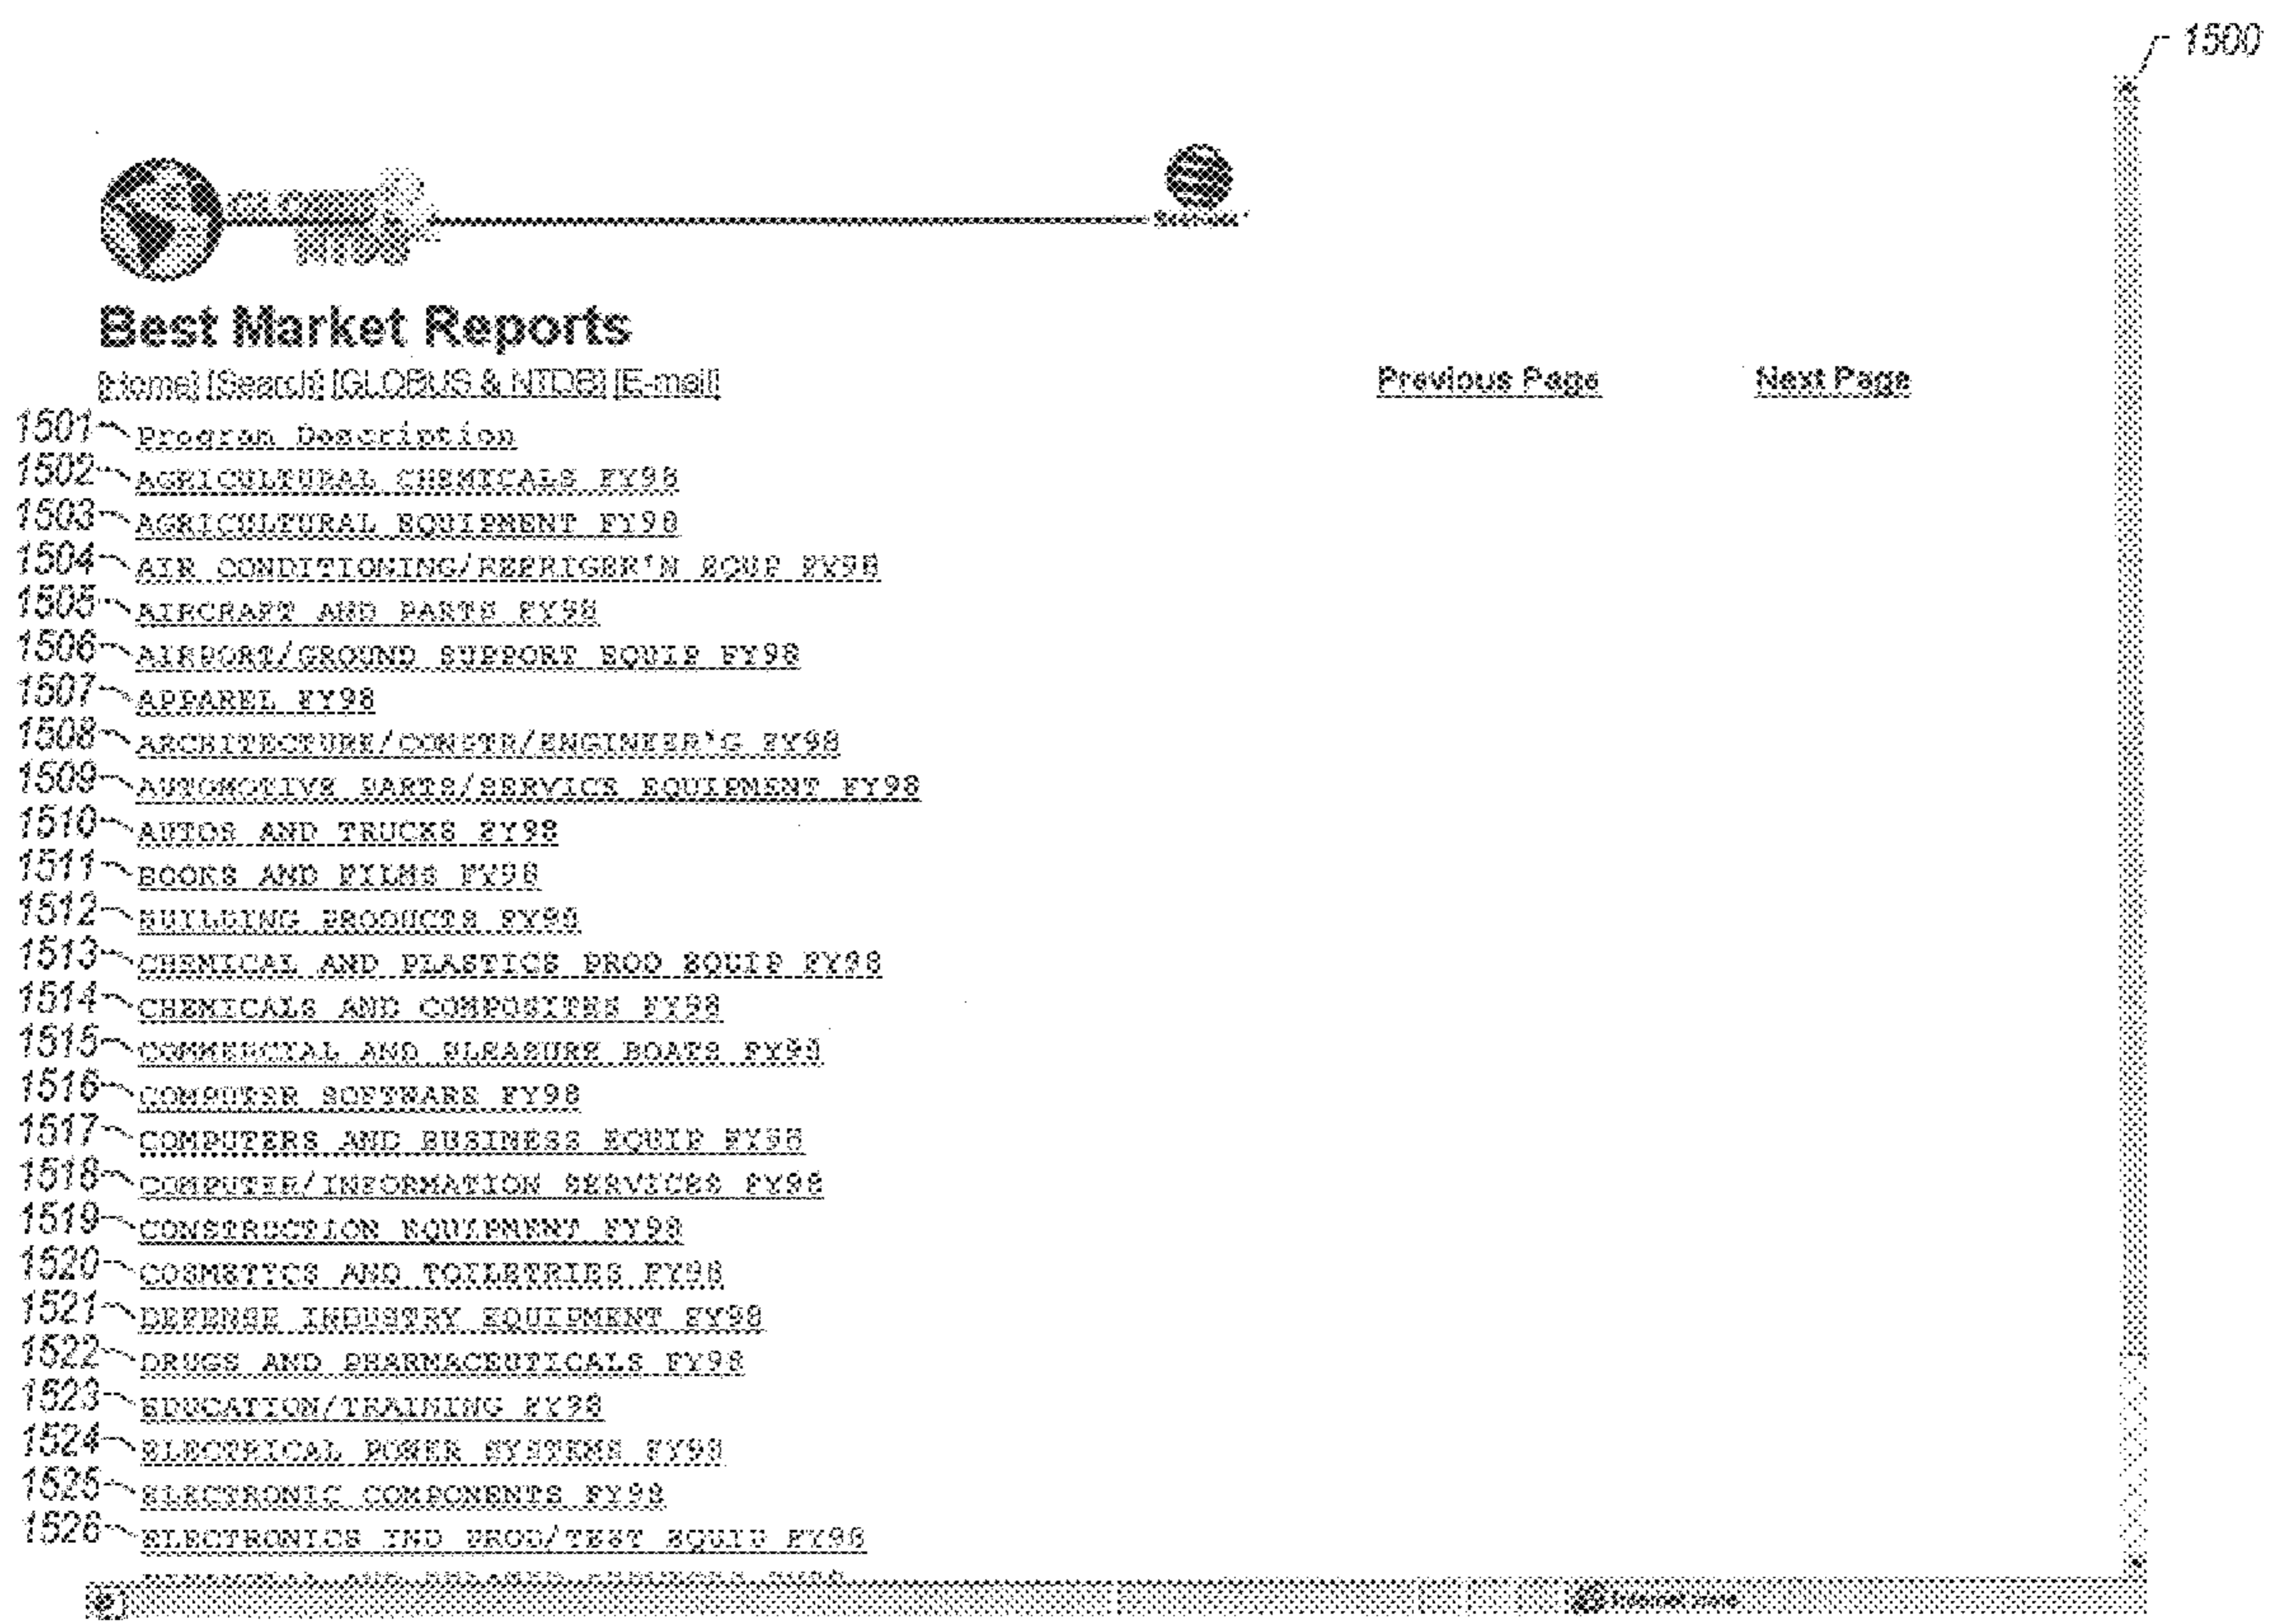 1500
GLOBUS
NTDB
Best Market Reports
[Home] [Search] [GLOBUS & NTDB] [E-mail]
Previous Page Next Page
1501 Program Description
1502 AGRICULTURAL CHEMICALS FY98
1503 AGRICULTURAL EQUIPMENT FY98
1504 AIR CONDITIONING/REFRIGER'N EQUP FY98
1505 AIRCRAFT AND PARTS FY98
1506 AIRPORT/GROUND SUPPORT EQUIP FY98
1507 APPAREL FY98
1508 ARCHITECTURE/CONSTR/ENGINEER'G FY98
1509 AUTOMOTIVE PARTS/SERVICE EQUIPMENT FY98
1510 AUTOS AND TRUCKS FY98
1511 BOOKS AND FILMS FY98
1512 BUILDING PRODUCTS FY98
1513 CHEMICAL AND PLASTICS PROD EQUIP FY98
1514 CHEMICALS AND COMPOSITES FY98
1515 COMMERCIAL AND PLEASURE BOATS FY98
1516 COMPUTER SOFTWARE FY98
1517 COMPUTERS AND BUSINESS EQUIP FY98
1518 COMPUTER/INFORMATION SERVICES FY98
1519 CONSTRUCTION EQUIPMENT FY98
1520 COSMETICS AND TOILETRIES FY98
1521 DEFENSE INDUSTRY EQUIPMENT FY98
1522 DRUGS AND PHARMACEUTICALS FY98
1523 EDUCATION/TRAINING FY98
1524 ELECTRICAL POWER SYSTEMS FY98
1525 ELECTRONIC COMPONENTS FY98
1526 ELECTRONICS IND PROD/TEST EQUIP FY98
Internet zone